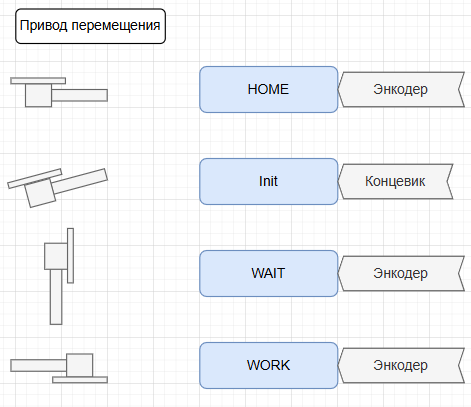 Привод перемещения
HOME
Энкодер
Init
Концевик
WAIT
Энкодер
WORK
Энкодер